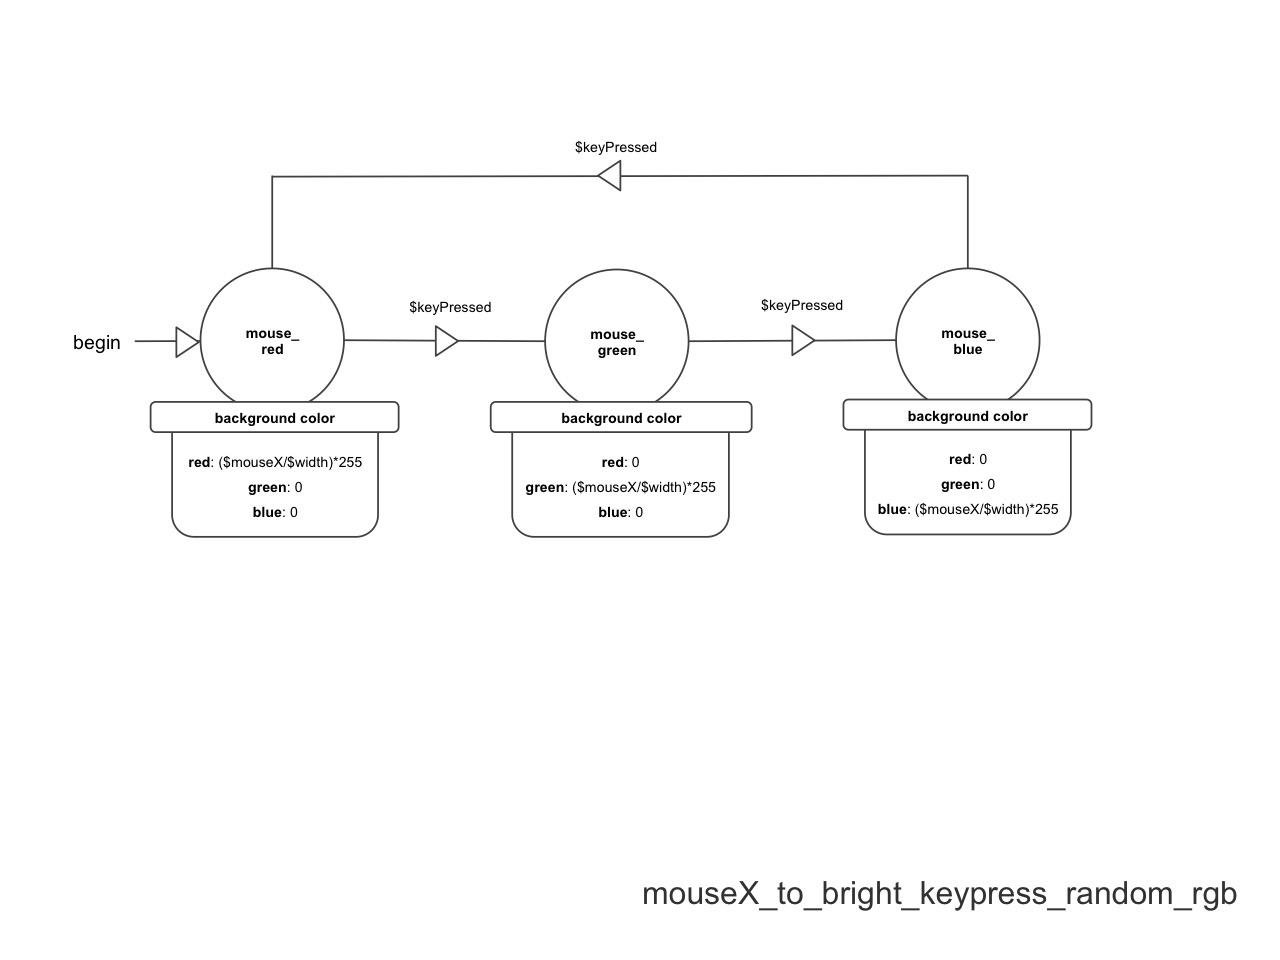 $keyPressed
$keyPressed
$keyPressed
begin
mouse_
red
mouse_
green
mouse_
blue
background color
red: ($mouseX/$width)*255
green: 0
blue: 0
background color
red: 0
green: ($mouseX/$width)*255
blue: 0
background color
red: 0
green: 0
blue: ($mouseX/$width)*255
mouseX_to_bright_keypress_random_rgb